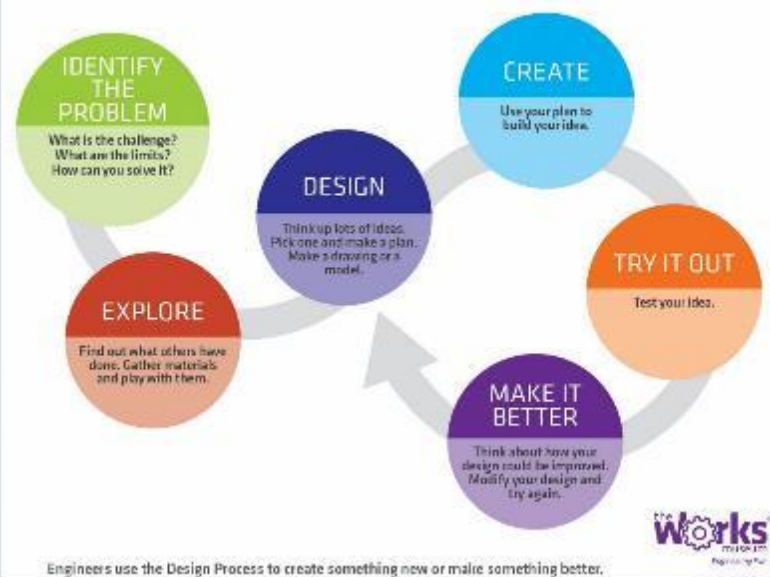 IDENTIFY
THE
PROBLEM
What is the challenge?
What are the limits?
How can you solve it?
EXPLORE
Find out what others have
done. Gather materials
and play with them.
DESIGN
Think up lots of ideas.
Pick one and make a plan.
Make a drawing or a
model.
CREATE
Use your plan to
build your idea.
TRY IT OUT
Test your idea.
MAKE IT
BETTER
Think about how your
design could be improved.
Modify your design and
try again.
the
Works
museum
Engineers use the Design Process to create something new or make something better.